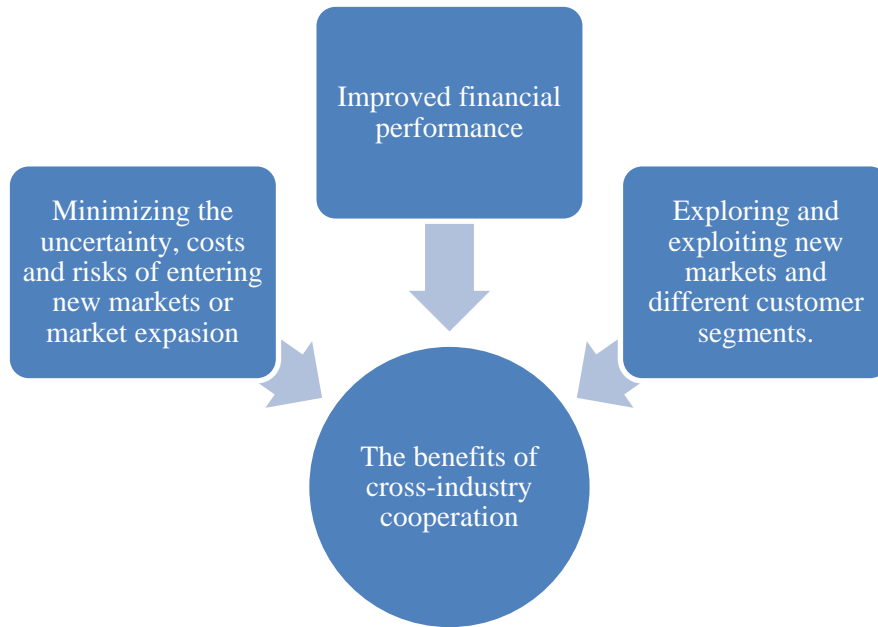 Improved financial
performance
Minimizing the
uncertainty, costs
and risks of entering
new markets or
market expasion
Exploring and
exploiting new
markets and
different customer
segments.
The benefits of
cross-industry
cooperation